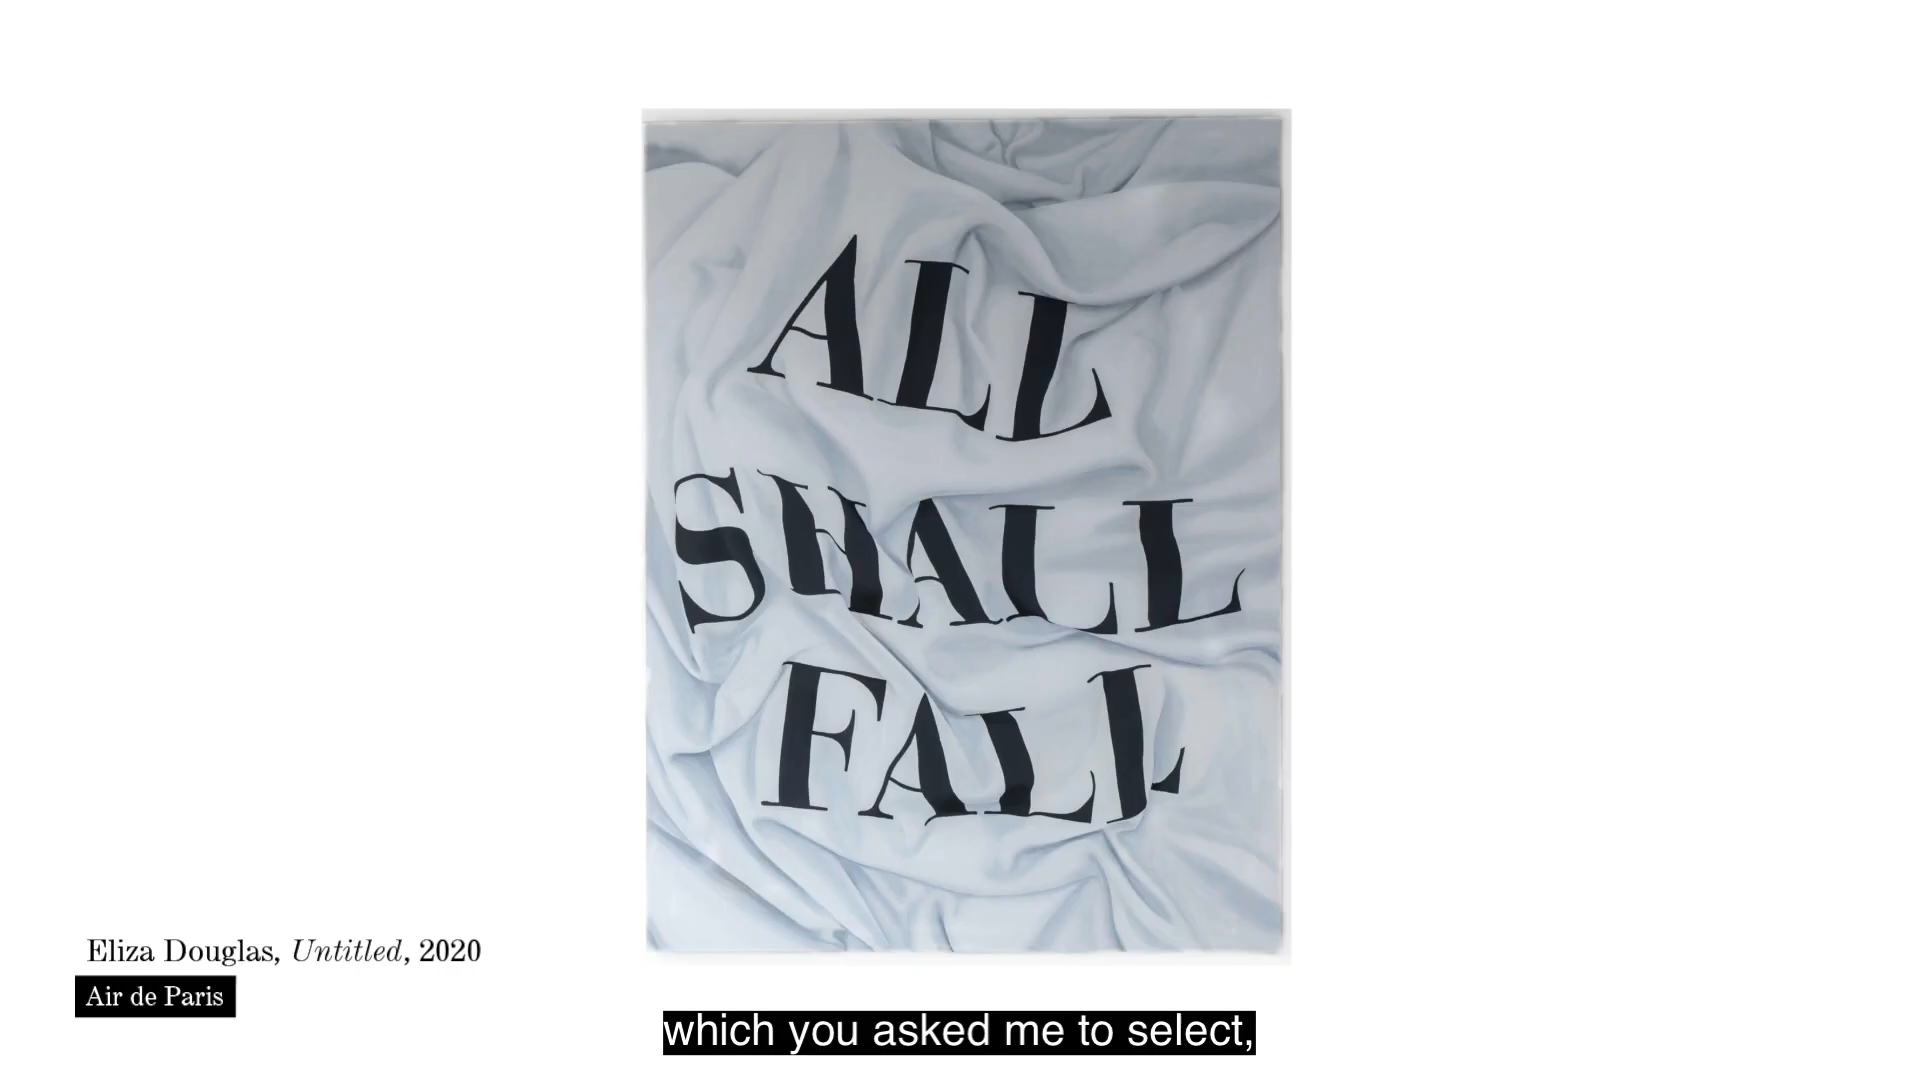 ALL
SHALL
FALL
Eliza Douglas, Untitled, 2020
Air de Paris
which you asked me to select,